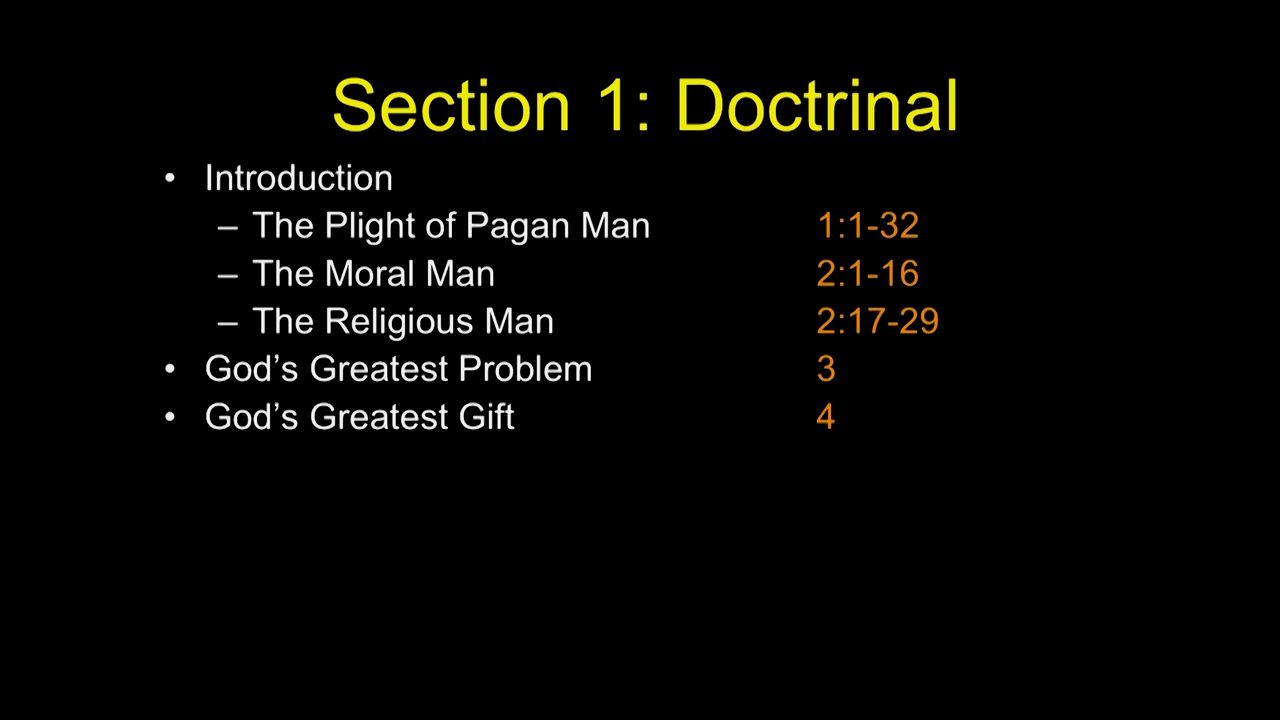 Section 1: Doctrinal
• Introduction
– The Plight of Pagan Man 1:1-32
– The Moral Man 2:1-16
– The Religious Man 2:17-29
• God’s Greatest Problem 3
• God’s Greatest Gift 4